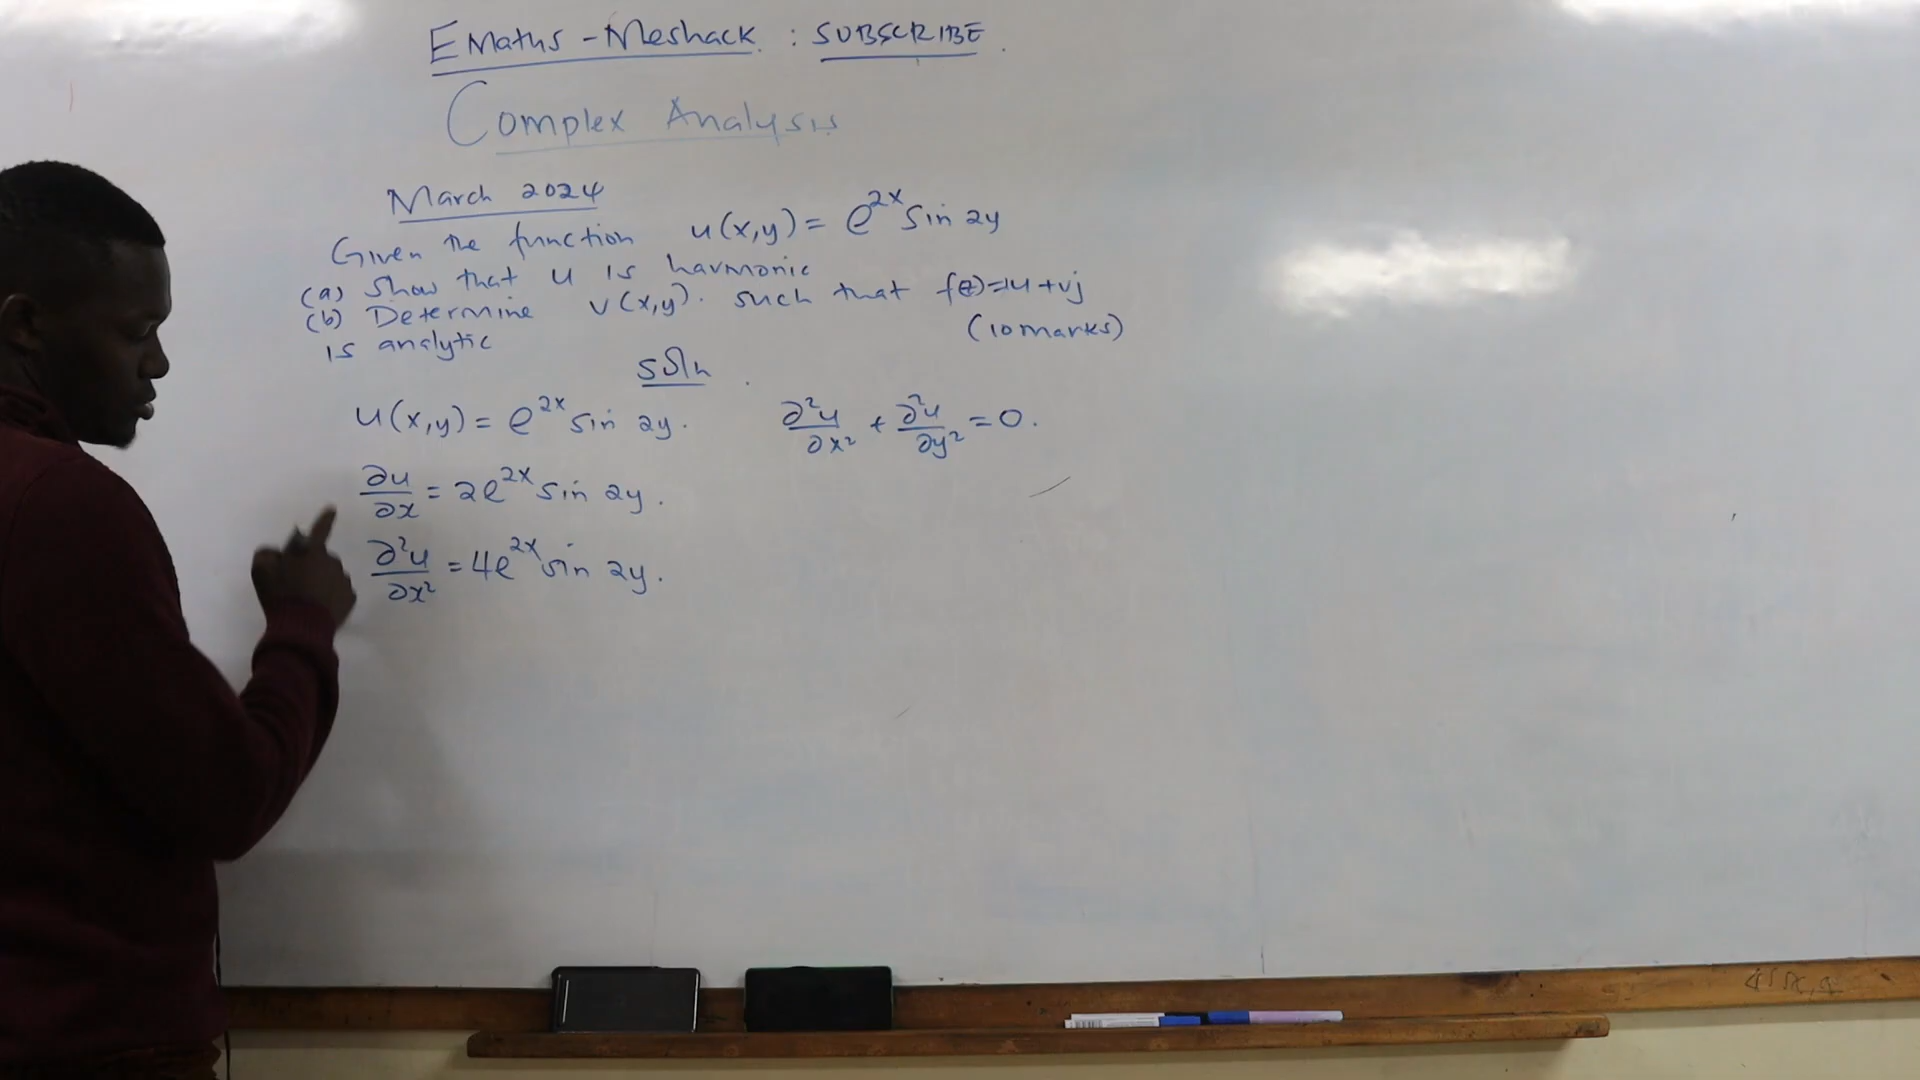 EMaths - Meshack : SUBSCRIBE.
Complex Analysis
March 2024
Given the function u(x,y) = e^{2x} sin 2y
(a) Show that u is harmonic
(b) Determine v(x,y). such that f(z)=u+vj
is analytic (10marks)
soln
u(x,y) = e^{2x} sin 2y. ∂²u/∂x² + ∂²u/∂y² = 0.
∂u/∂x = 2e^{2x} sin 2y.
∂²u/∂x² = 4e^{2x} sin 2y.